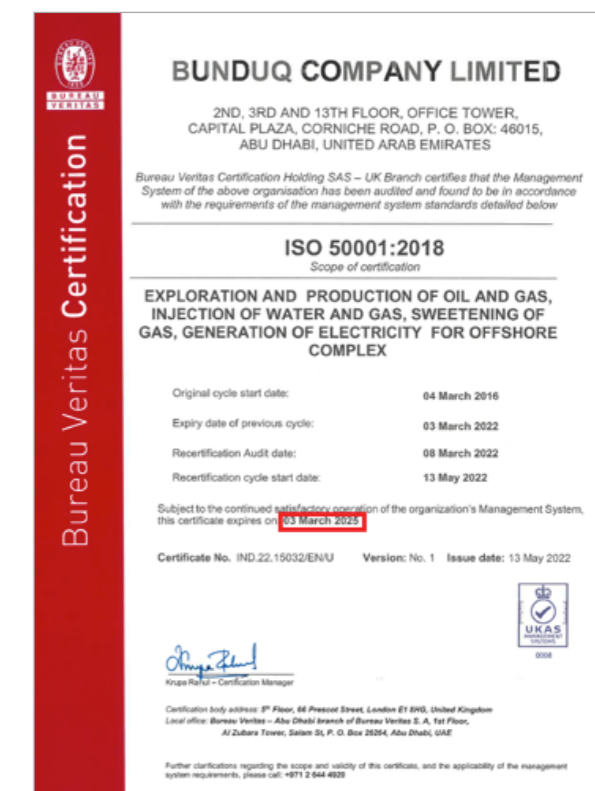 BUREAU VERITAS
BUREAU
VERITAS
Bureau Veritas Certification
BUNDUQ COMPANY LIMITED
2ND, 3RD AND 13TH FLOOR, OFFICE TOWER,
CAPITAL PLAZA, CORNICHE ROAD, P. O. BOX: 46015,
ABU DHABI, UNITED ARAB EMIRATES
Bureau Veritas Certification Holding SAS – UK Branch certifies that the Management
System of the above organisation has been audited and found to be in accordance
with the requirements of the management system standards detailed below
ISO 50001:2018
Scope of certification
EXPLORATION AND PRODUCTION OF OIL AND GAS,
INJECTION OF WATER AND GAS, SWEETENING OF
GAS, GENERATION OF ELECTRICITY FOR OFFSHORE
COMPLEX
Original cycle start date: 04 March 2016
Expiry date of previous cycle: 03 March 2022
Recertification Audit date: 08 March 2022
Recertification cycle start date: 13 May 2022
Subject to the continued satisfactory operation of the organization's Management System,
this certificate expires on: 03 March 2025
Certificate No. IND.22.15032/EN/U Version: No. 1 Issue date: 13 May 2022
UKAS
MANAGEMENT
SYSTEMS
0008
Krupa Rahul – Certification Manager
Certification body address: 5th Floor, 66 Prescot Street, London E1 8HG, United Kingdom
Local office: Bureau Veritas – Abu Dhabi branch of Bureau Veritas S. A, 1st Floor,
Al Zubara Tower, Salam St, P. O. Box 26264, Abu Dhabi, UAE
Further clarifications regarding the scope and validity of this certificate, and the applicability of the management
system requirements, please call: +971 2 644 4920